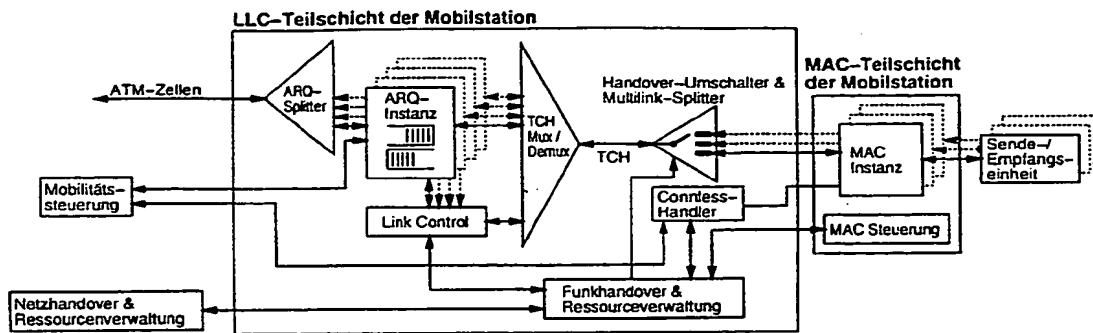 LLC–Teilschicht der Mobilstation
MAC–Teilschicht
der Mobilstation
ATM–Zellen
ARQ–
Splitter
ARQ–
Instanz
TCH
Mux /
Demux
Handover–Umschalter &
Multilink–Splitter
TCH
MAC
Instanz
Sende–/
Empfangs-
einheit
Mobilitäts-
steuerung
Link Control
Connless–
Handler
MAC Steuerung
Netzhandover &
Ressourcenverwaltung
Funkhandover &
Ressourceverwaltung